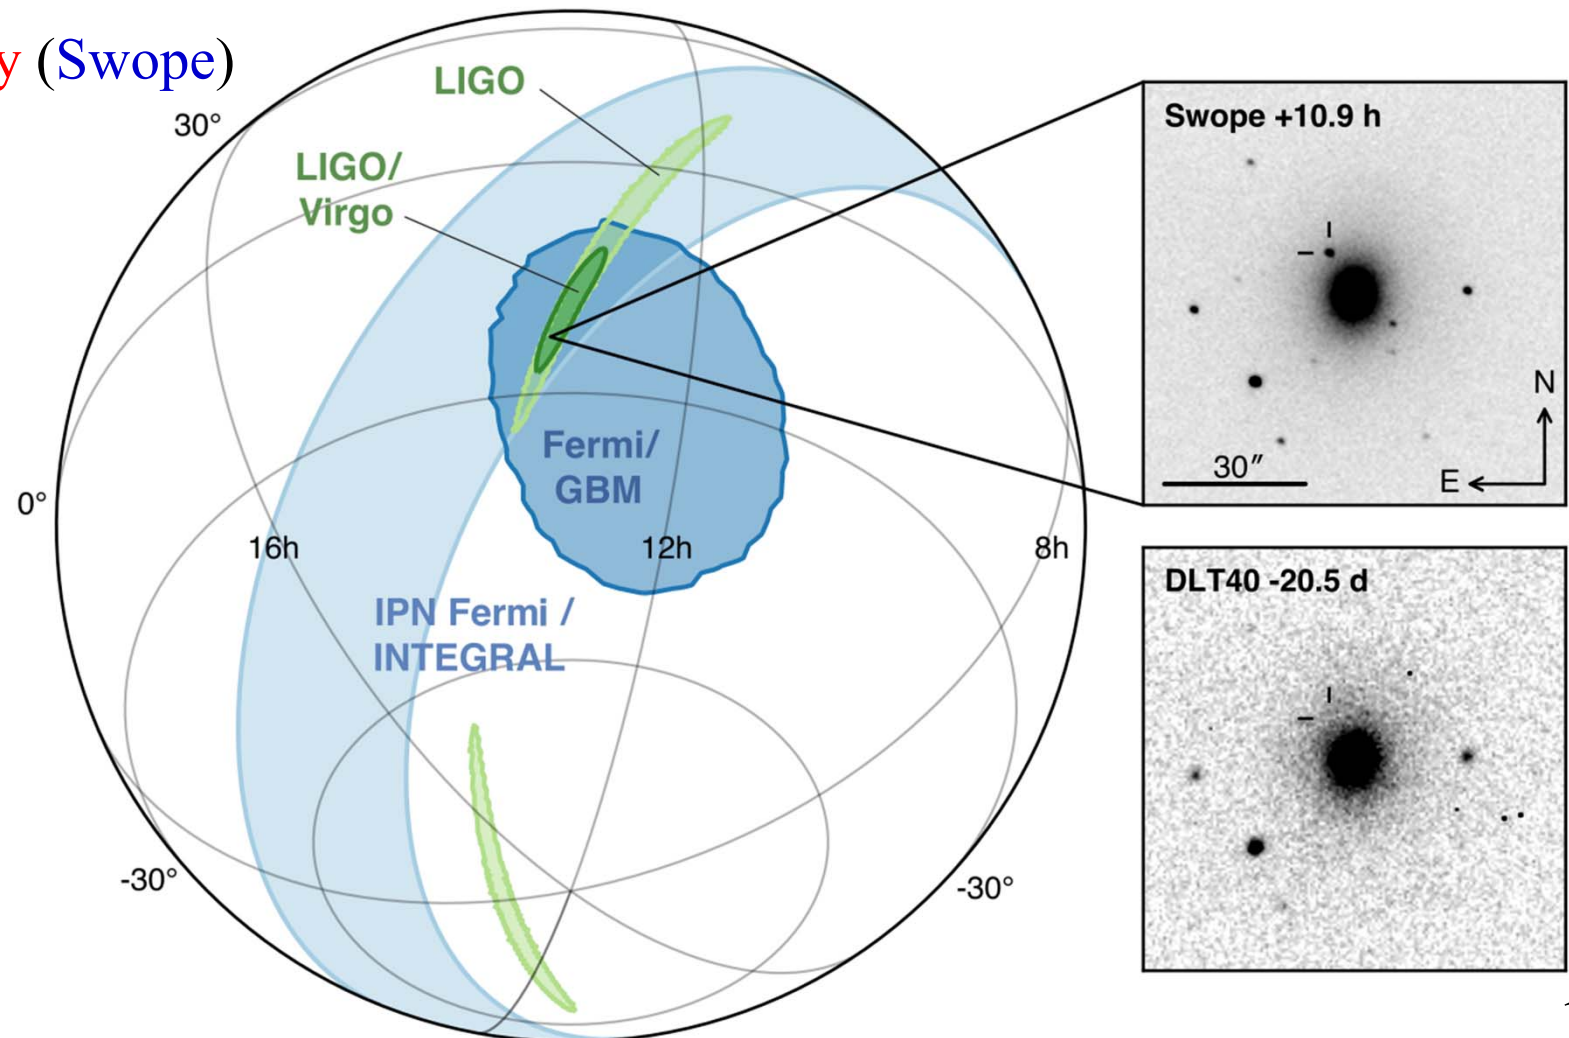 y (Swope)
LIGO
30°
LIGO/
Virgo
Fermi/
GBM
0°
16h
12h
8h
IPN Fermi /
INTEGRAL
-30°
-30°
Swope +10.9 h
N
30″
E
DLT40 -20.5 d